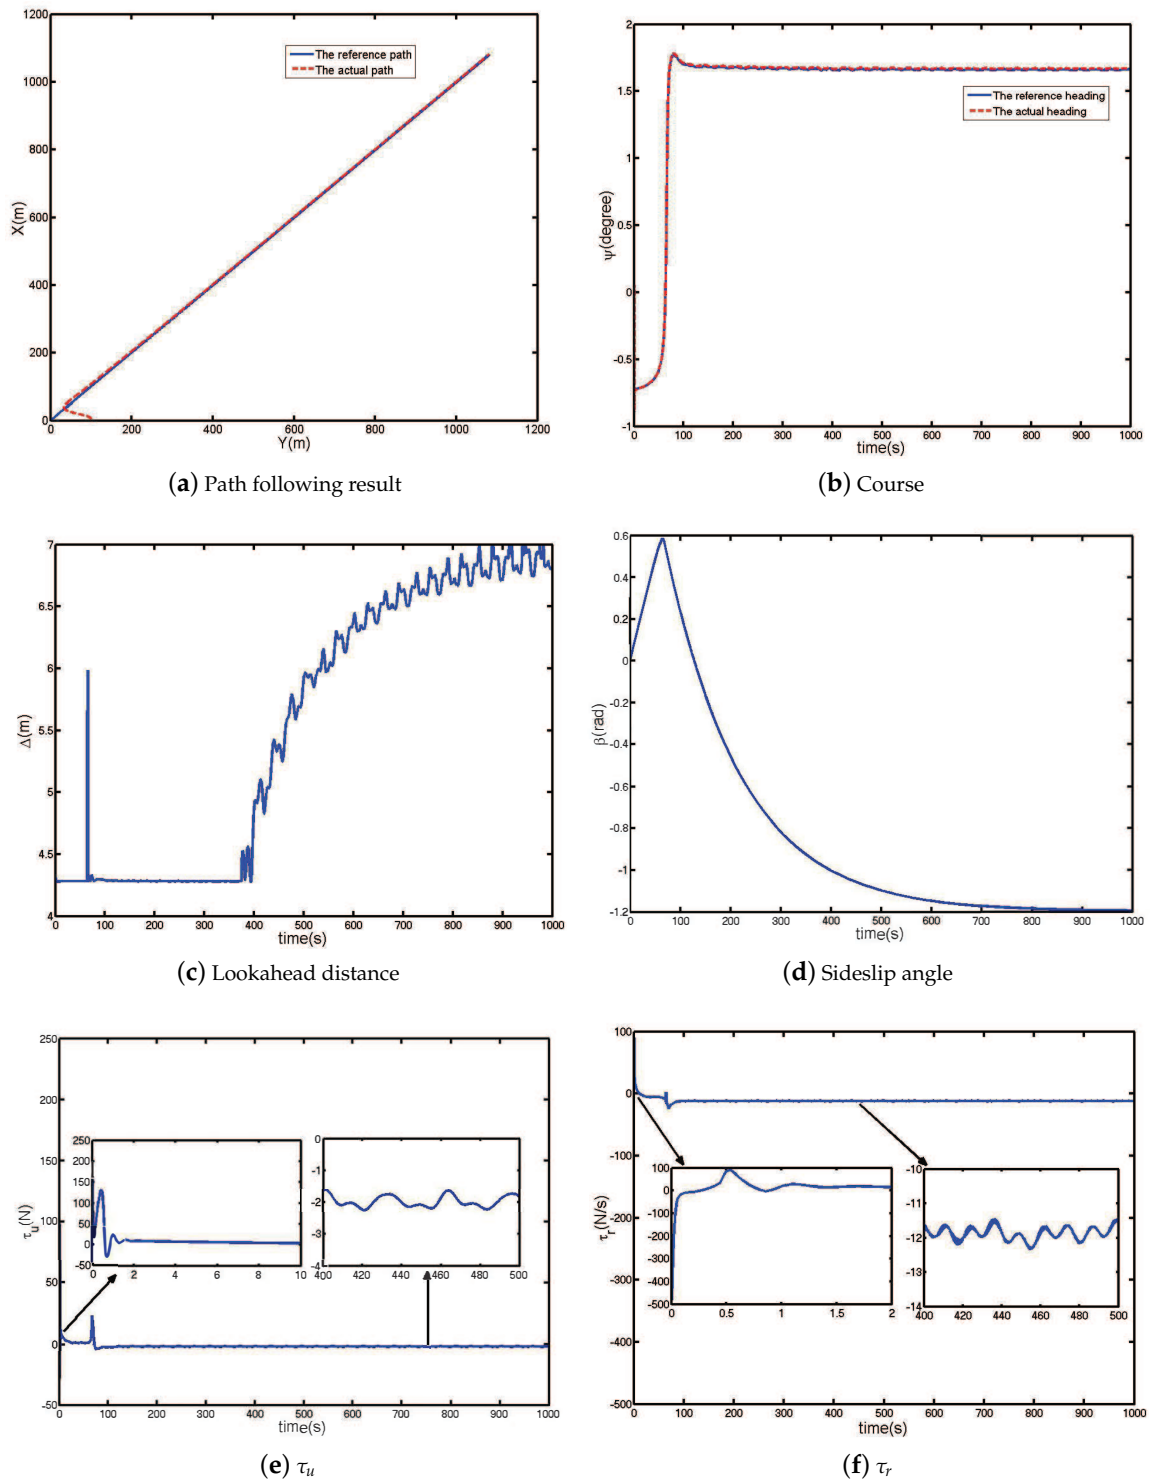 1200
1000
800
600
400
200
0
X(m)
The reference path
The actual path
0 200 400 600 800 1000 1200
Y(m)
(a) Path following result
2
1.5
1
0.5
0
-0.5
-1
ψ(degree)
The reference heading
The actual heading
0 100 200 300 400 500 600 700 800 900 1000
time(s)
(b) Course
7
6.5
6
5.5
5
4.5
4
Δ(m)
0 100 200 300 400 500 600 700 800 900 1000
time(s)
(c) Lookahead distance
0.6
0.4
0.2
0
-0.2
-0.4
-0.6
-0.8
-1
-1.2
β(rad)
0 100 200 300 400 500 600 700 800 900 1000
time(s)
(d) Sideslip angle
250
200
150
100
50
0
-50
τu(N)
250
200
150
100
50
0
-50
0 2 4 6 8 10
0
-1
-2
-3
-4
400 420 440 460 480 500
0 100 200 300 400 500 600 700 800 900 1000
time(s)
(e) τu
100
0
-100
-200
-300
-400
-500
τr(N/s)
100
0
-100
-200
-300
-400
-500
0 0.5 1 1.5 2
-10
-11
-12
-13
-14
400 420 440 460 480 500
0 100 200 300 400 500 600 700 800 900 1000
time(s)
(f) τr